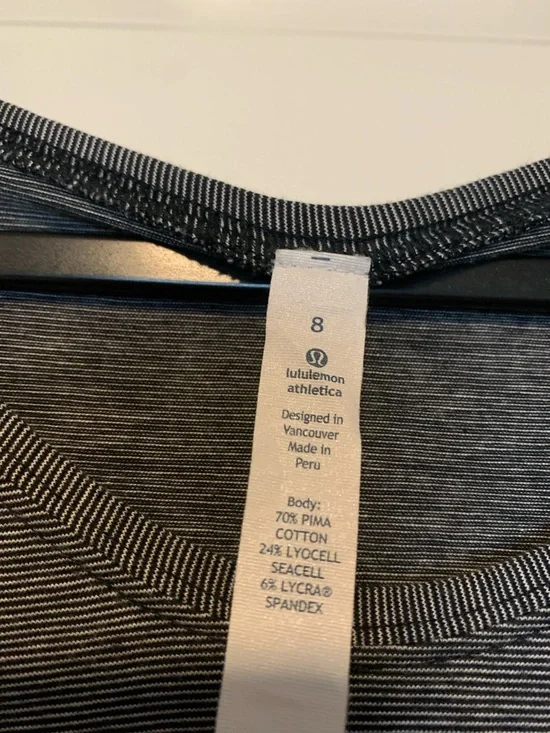 8
lululemon
athletica
Designed in
Vancouver
Made in
Peru
Body:
70% PIMA
COTTON
24% LYOCELL
SEACELL
6% LYCRA®
SPANDEX